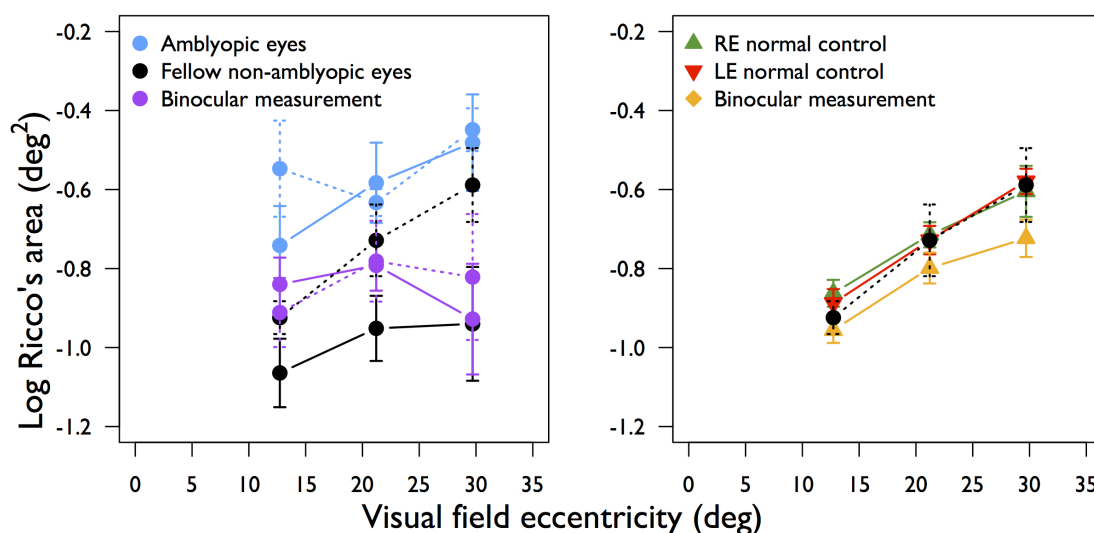 Log Ricco's area (deg²)
-0.2
-0.4
-0.6
-0.8
-1.0
-1.2
Amblyopic eyes
Fellow non-amblyopic eyes
Binocular measurement
0 5 10 15 20 25 30 35
-0.2
-0.4
-0.6
-0.8
-1.0
-1.2
RE normal control
LE normal control
Binocular measurement
0 5 10 15 20 25 30 35
Visual field eccentricity (deg)